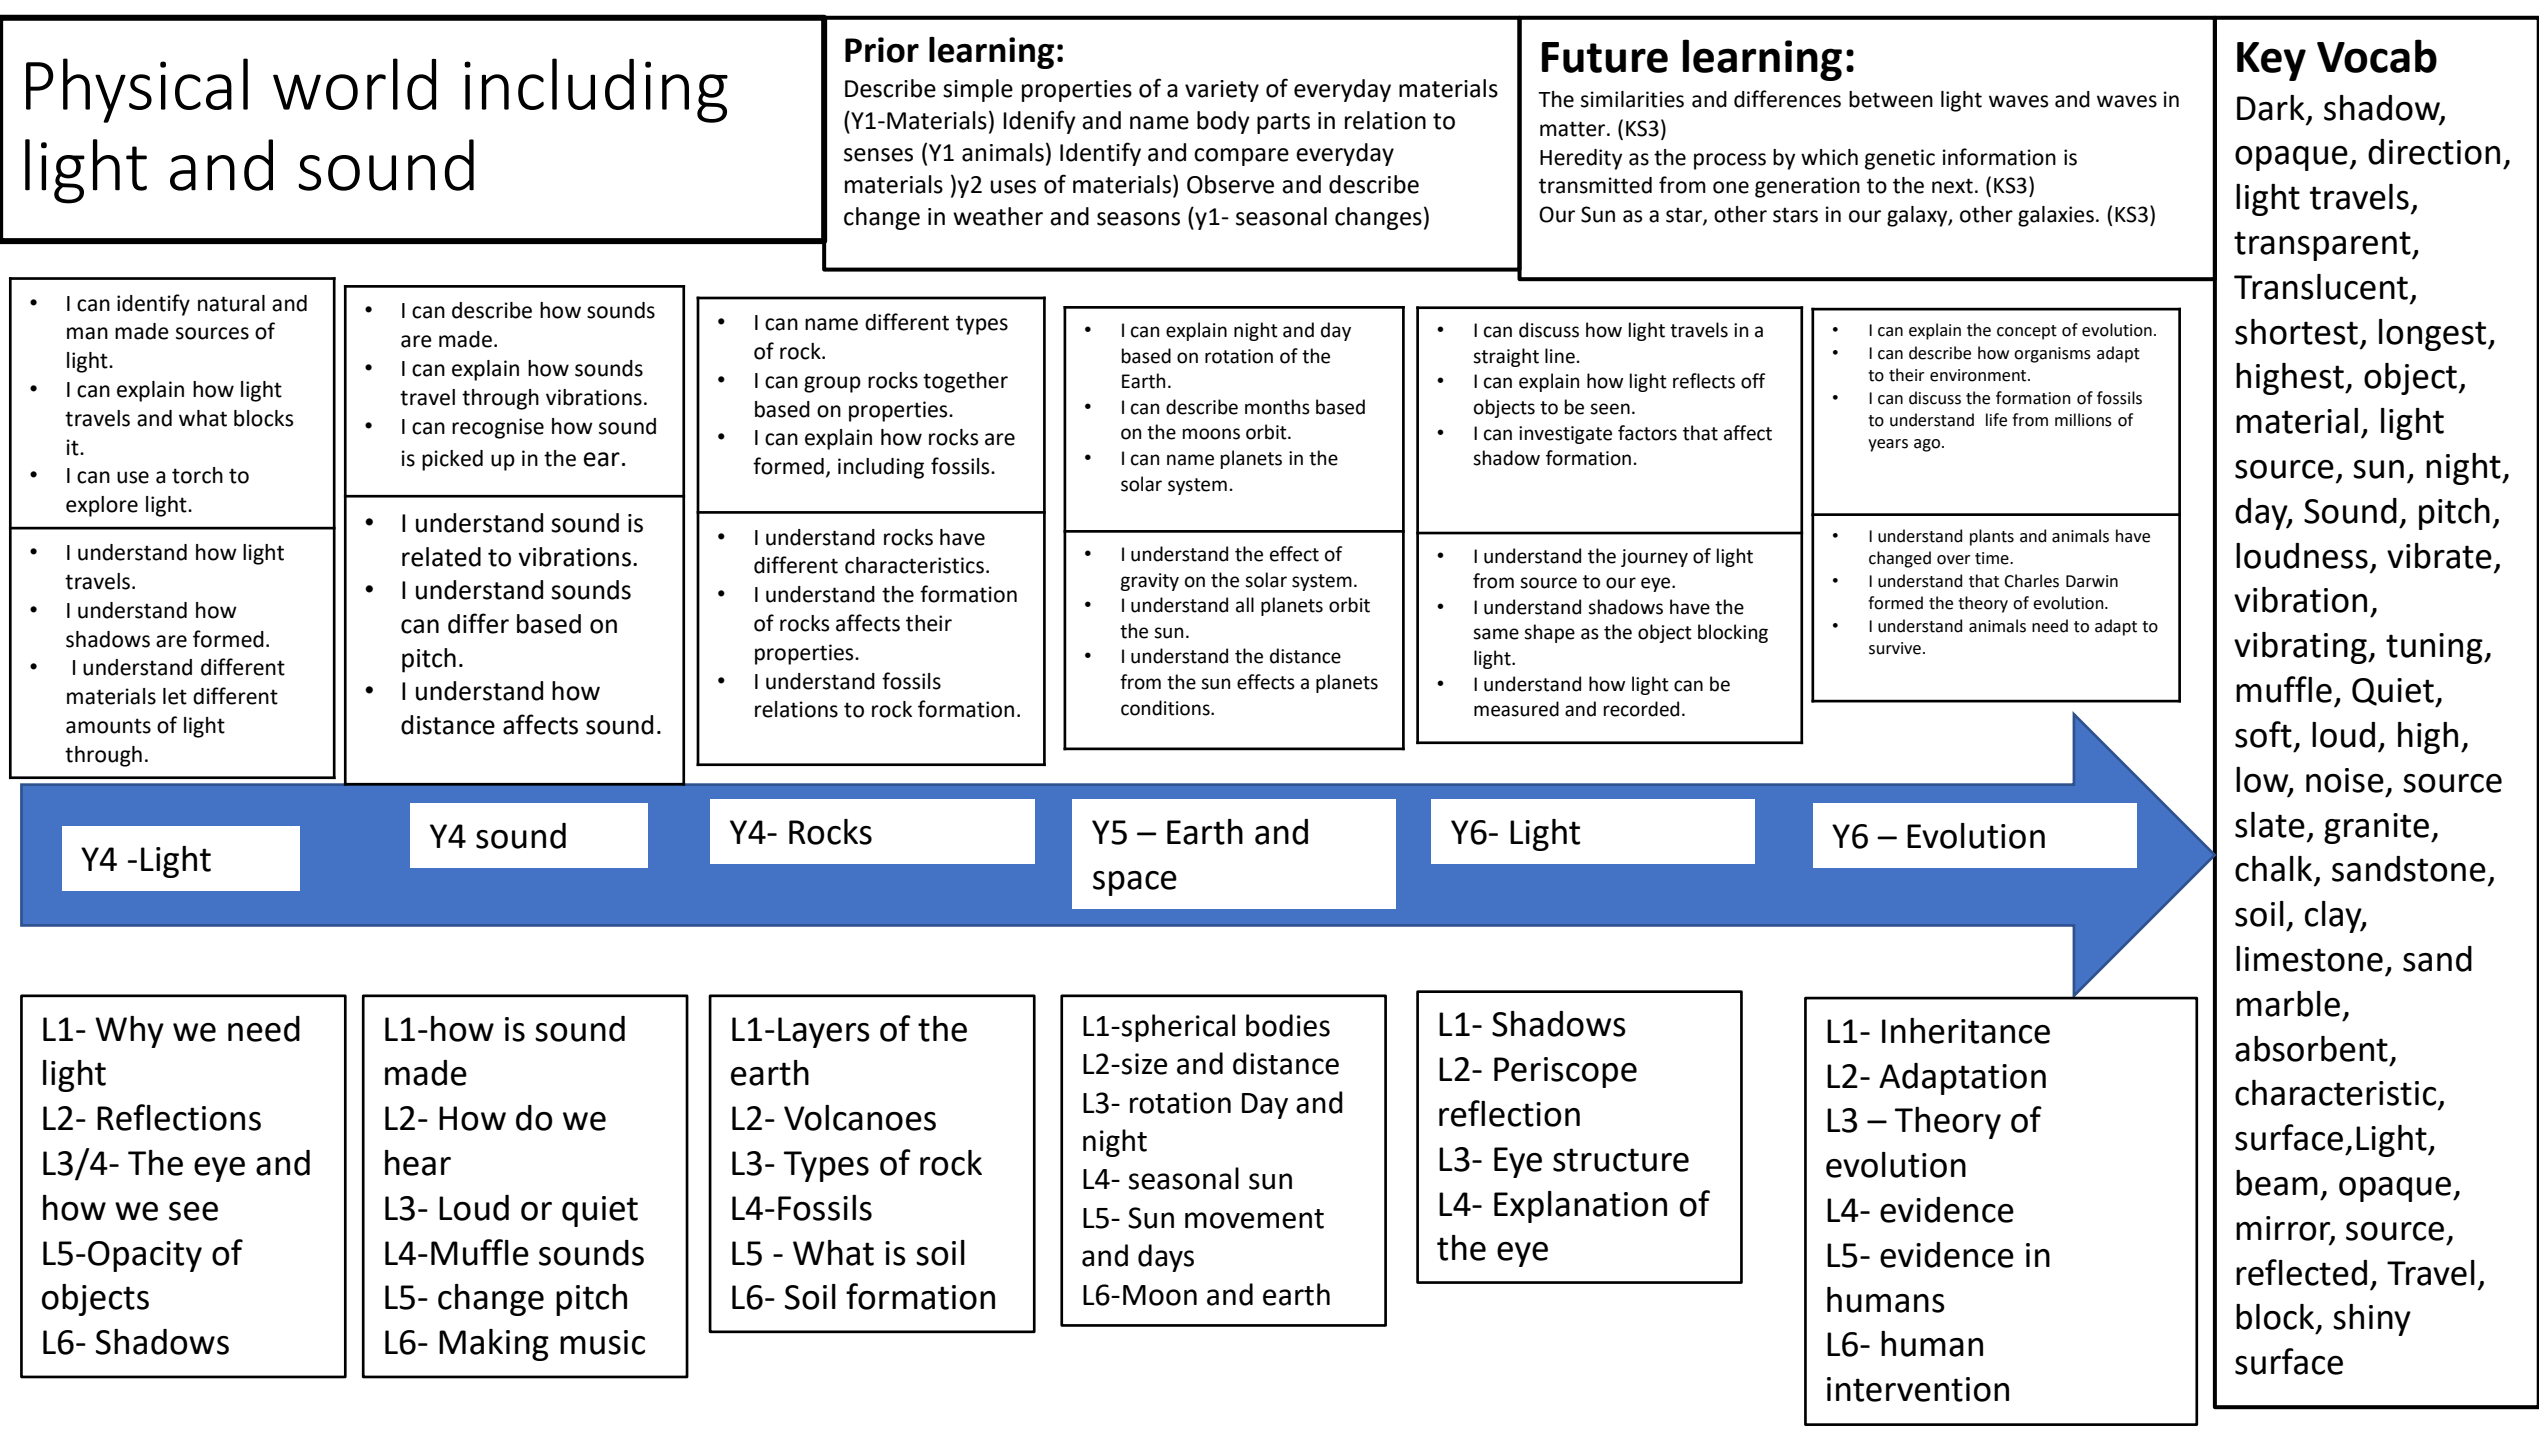 Physical world including
light and sound
Prior learning:
Describe simple properties of a variety of everyday materials
(Y1-Materials) Idenify and name body parts in relation to
senses (Y1 animals) Identify and compare everyday
materials )y2 uses of materials) Observe and describe
change in weather and seasons (y1- seasonal changes)
Future learning:
The similarities and differences between light waves and waves in
matter. (KS3)
Heredity as the process by which genetic information is
transmitted from one generation to the next. (KS3)
Our Sun as a star, other stars in our galaxy, other galaxies. (KS3)
Key Vocab
Dark, shadow,
opaque, direction,
light travels,
transparent,
Translucent,
shortest, longest,
highest, object,
material, light
source, sun, night,
day, Sound, pitch,
loudness, vibrate,
vibration,
vibrating, tuning,
muffle, Quiet,
soft, loud, high,
low, noise, source
slate, granite,
chalk, sandstone,
soil, clay,
limestone, sand
marble,
absorbent,
characteristic,
surface,Light,
beam, opaque,
mirror, source,
reflected, Travel,
block, shiny
surface
• I can identify natural and
man made sources of
light.
• I can explain how light
travels and what blocks
it.
• I can use a torch to
explore light.
• I understand how light
travels.
• I understand how
shadows are formed.
• I understand different
materials let different
amounts of light
through.
• I can describe how sounds
are made.
• I can explain how sounds
travel through vibrations.
• I can recognise how sound
is picked up in the ear.
• I understand sound is
related to vibrations.
• I understand sounds
can differ based on
pitch.
• I understand how
distance affects sound.
• I can name different types
of rock.
• I can group rocks together
based on properties.
• I can explain how rocks are
formed, including fossils.
• I understand rocks have
different characteristics.
• I understand the formation
of rocks affects their
properties.
• I understand fossils
relations to rock formation.
• I can explain night and day
based on rotation of the
Earth.
• I can describe months based
on the moons orbit.
• I can name planets in the
solar system.
• I understand the effect of
gravity on the solar system.
• I understand all planets orbit
the sun.
• I understand the distance
from the sun effects a planets
conditions.
• I can discuss how light travels in a
straight line.
• I can explain how light reflects off
objects to be seen.
• I can investigate factors that affect
shadow formation.
• I understand the journey of light
from source to our eye.
• I understand shadows have the
same shape as the object blocking
light.
• I understand how light can be
measured and recorded.
• I can explain the concept of evolution.
• I can describe how organisms adapt
to their environment.
• I can discuss the formation of fossils
to understand life from millions of
years ago.
• I understand plants and animals have
changed over time.
• I understand that Charles Darwin
formed the theory of evolution.
• I understand animals need to adapt to
survive.
Y4 -Light
Y4 sound
Y4- Rocks
Y5 – Earth and
space
Y6- Light
Y6 – Evolution
L1- Why we need
light
L2- Reflections
L3/4- The eye and
how we see
L5-Opacity of
objects
L6- Shadows
L1-how is sound
made
L2- How do we
hear
L3- Loud or quiet
L4-Muffle sounds
L5- change pitch
L6- Making music
L1-Layers of the
earth
L2- Volcanoes
L3- Types of rock
L4-Fossils
L5 - What is soil
L6- Soil formation
L1-spherical bodies
L2-size and distance
L3- rotation Day and
night
L4- seasonal sun
L5- Sun movement
and days
L6-Moon and earth
L1- Shadows
L2- Periscope
reflection
L3- Eye structure
L4- Explanation of
the eye
L1- Inheritance
L2- Adaptation
L3 – Theory of
evolution
L4- evidence
L5- evidence in
humans
L6- human
intervention